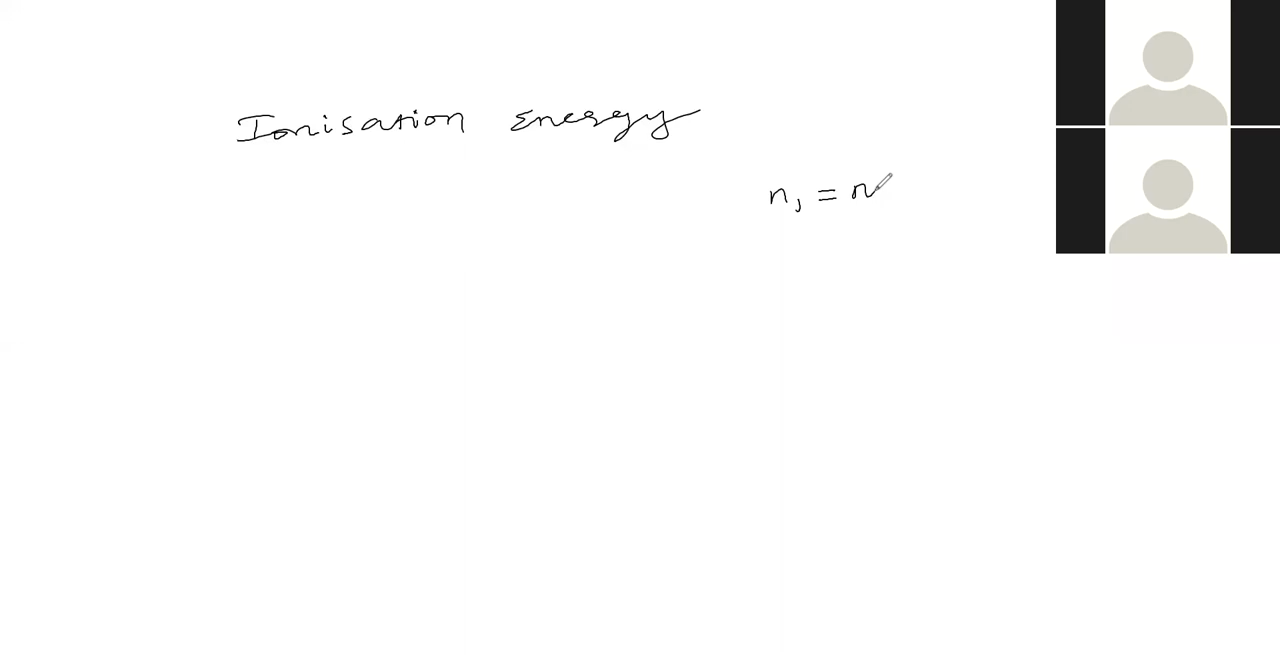 Ionisation Energy
n₁ = n